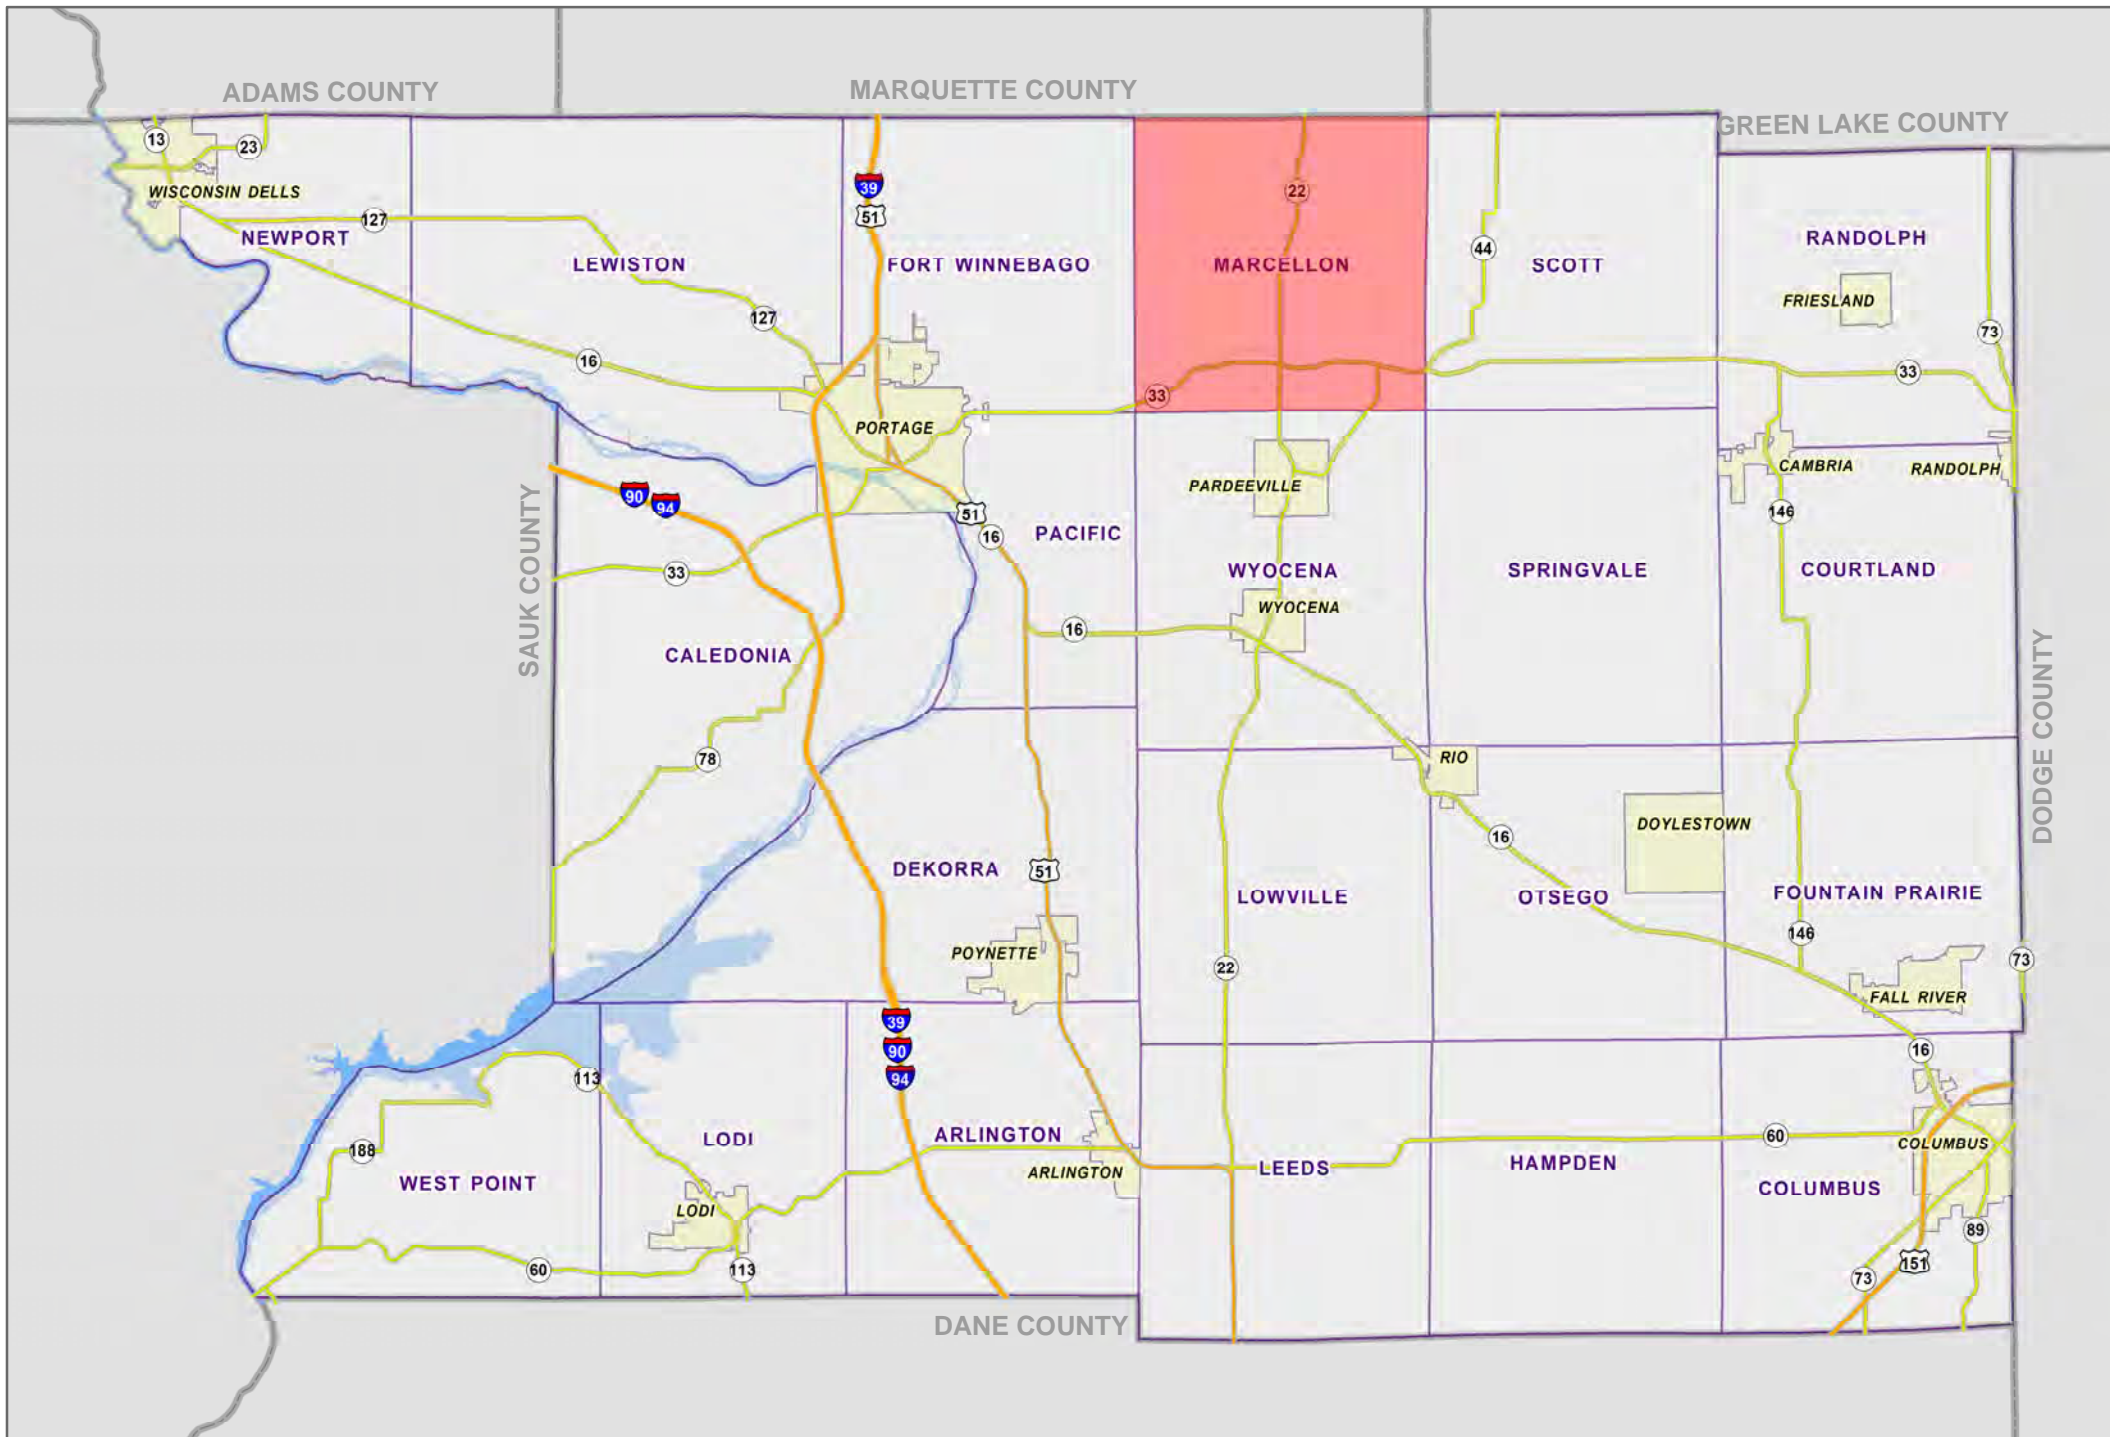 ADAMS COUNTY
MARQUETTE COUNTY
GREEN LAKE COUNTY
13
23
WISCONSIN DELLS
127
NEWPORT
LEWISTON
39
51
FORT WINNEBAGO
22
MARCELLON
44
SCOTT
RANDOLPH
FRIESLAND
73
127
16
33
33
PORTAGE
PARDEEVILLE
CAMBRIA
RANDOLPH
90
94
51
16
146
SAUK COUNTY
33
PACIFIC
WYOCENA
SPRINGVALE
COURTLAND
WYOCENA
16
CALEDONIA
DODGE COUNTY
78
RIO
DOYLESTOWN
16
DEKORRA
51
LOWVILLE
OTSEGO
FOUNTAIN PRAIRIE
146
POYNETTE
22
73
FALL RIVER
39
90
94
16
113
LODI
ARLINGTON
60
COLUMBUS
188
WEST POINT
ARLINGTON
LEEDS
HAMPDEN
COLUMBUS
LODI
89
60
113
151
73
DANE COUNTY